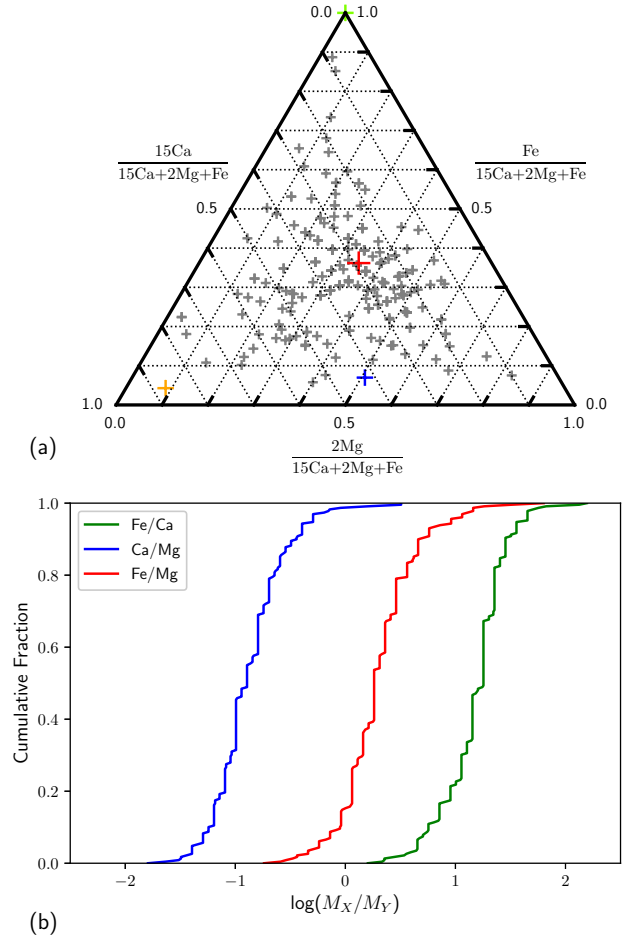 0.0 1.0
15Ca
15Ca+2Mg+Fe
Fe
15Ca+2Mg+Fe
0.5 0.5
1.0 0.0
0.0 0.5 1.0
2Mg
15Ca+2Mg+Fe
(a)
1.0
0.8
0.6
0.4
0.2
0.0
Cumulative Fraction
Fe/Ca
Ca/Mg
Fe/Mg
−2 −1 0 1 2
log(M_X/M_Y)
(b)